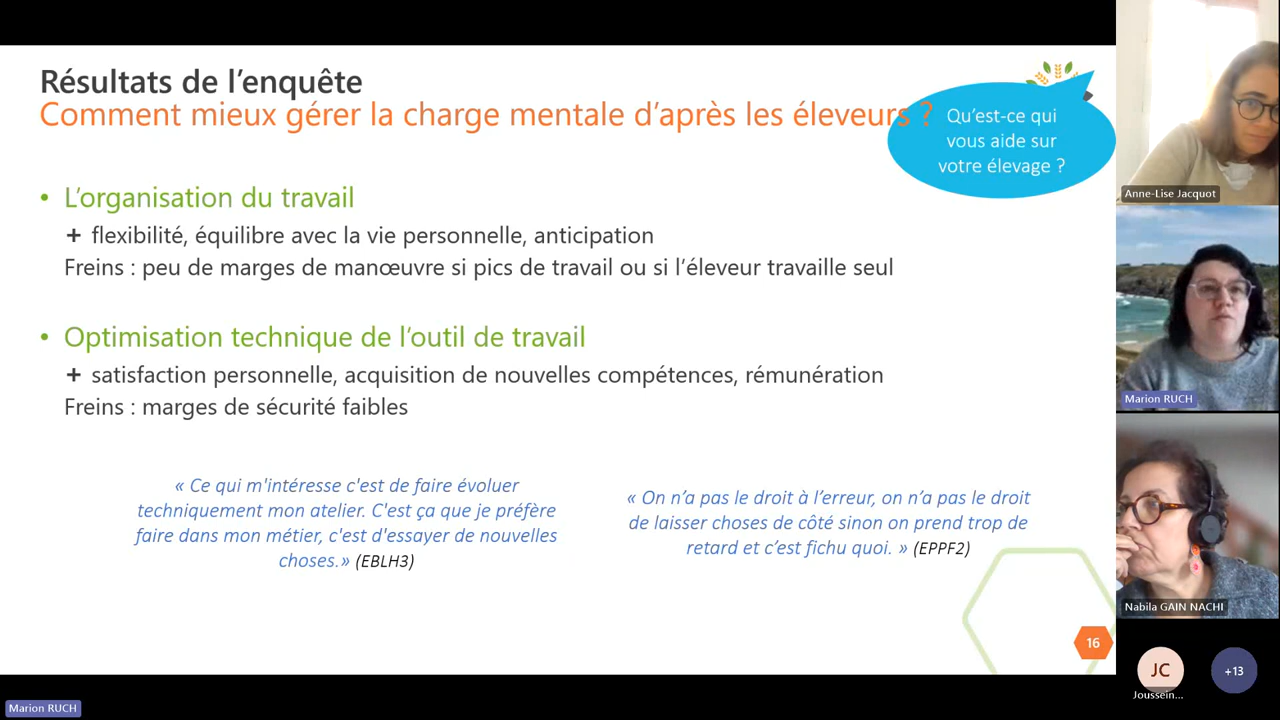 Résultats de l'enquête
Comment mieux gérer la charge mentale d'après les éleveurs ?
Qu'est-ce qui
vous aide sur
votre élevage ?
• L'organisation du travail
+ flexibilité, équilibre avec la vie personnelle, anticipation
Freins : peu de marges de manœuvre si pics de travail ou si l'éleveur travaille seul
• Optimisation technique de l'outil de travail
+ satisfaction personnelle, acquisition de nouvelles compétences, rémunération
Freins : marges de sécurité faibles
« Ce qui m'intéresse c'est de faire évoluer
techniquement mon atelier. C'est ça que je préfère
faire dans mon métier, c'est d'essayer de nouvelles
choses.» (EBLH3)
« On n'a pas le droit à l'erreur, on n'a pas le droit
de laisser choses de côté sinon on prend trop de
retard et c'est fichu quoi. » (EPPF2)
16
Anne-Lise Jacquot
Marion RUCH
Nabila GAIN NACHI
JC
Joussein...
+13
Marion RUCH